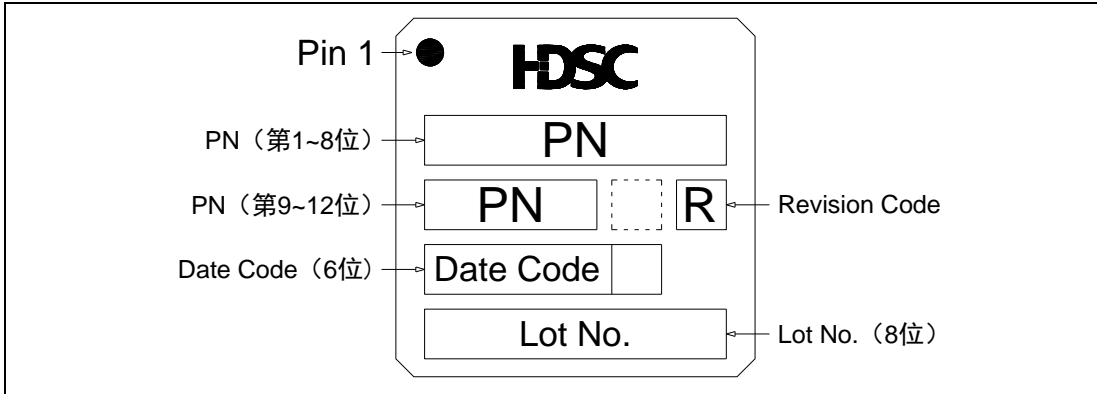 Pin 1
HDSC
PN（第1~8位）
PN
PN（第9~12位）
PN
R
Revision Code
Date Code（6位）
Date Code
Lot No.
Lot No.（8位）